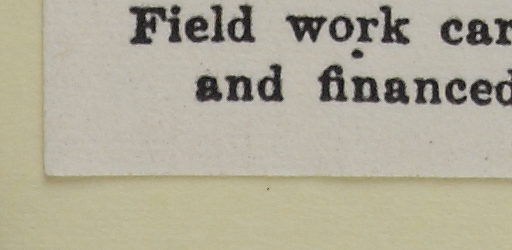 Field work car
and financed